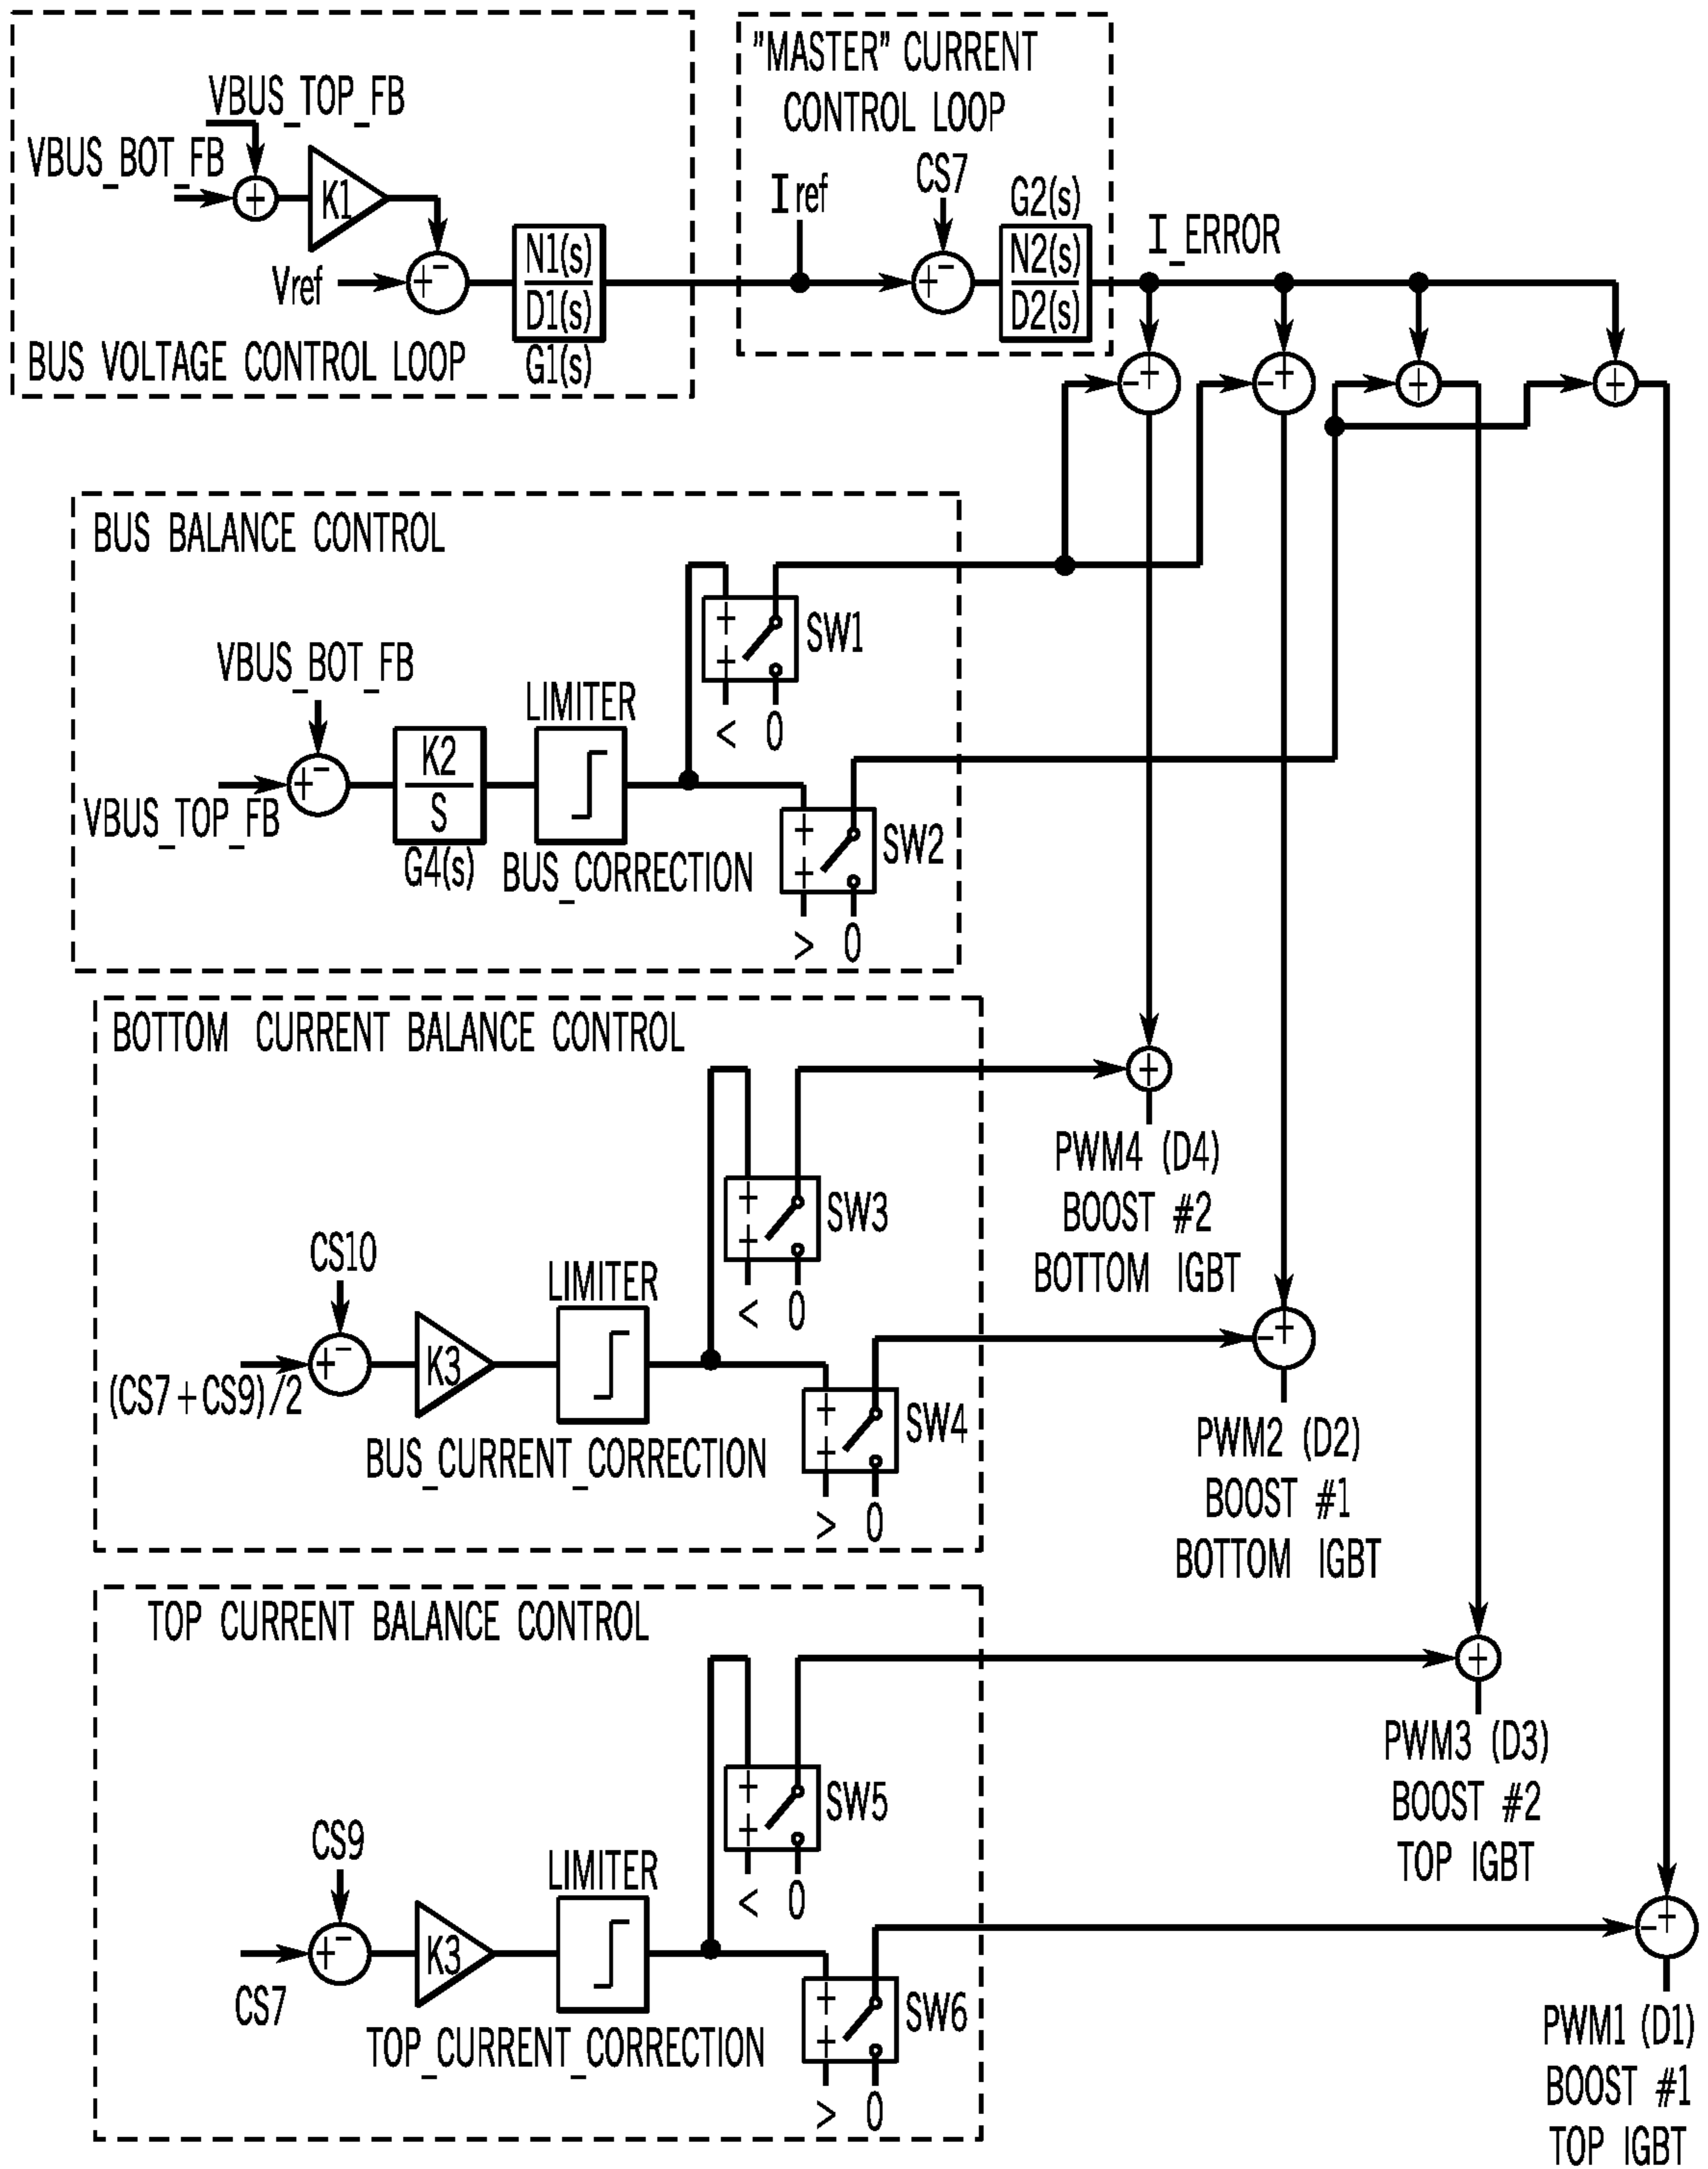 "MASTER" CURRENT
CONTROL LOOP
VBUS_TOP_FB
VBUS_BOT_FB
+
K1
Vref
+
−
N1(s)
D1(s)
G1(s)
BUS VOLTAGE CONTROL LOOP
Iref
CS7
+
−
G2(s)
N2(s)
D2(s)
I_ERROR
− +
− +
+
+
BUS BALANCE CONTROL
VBUS_BOT_FB
VBUS_TOP_FB
+
−
K2
S
G4(s)
LIMITER
BUS_CORRECTION
+
+
SW1
< 0
+
+
SW2
> 0
BOTTOM CURRENT BALANCE CONTROL
CS10
(CS7+CS9)/2
+
−
K3
LIMITER
BUS_CURRENT_CORRECTION
+
+
SW3
< 0
+
+
SW4
> 0
+
PWM4 (D4)
BOOST #2
BOTTOM IGBT
− +
PWM2 (D2)
BOOST #1
BOTTOM IGBT
TOP CURRENT BALANCE CONTROL
CS9
CS7
+
−
K3
LIMITER
TOP_CURRENT_CORRECTION
+
+
SW5
< 0
+
+
SW6
> 0
+
PWM3 (D3)
BOOST #2
TOP IGBT
− +
PWM1 (D1)
BOOST #1
TOP IGBT